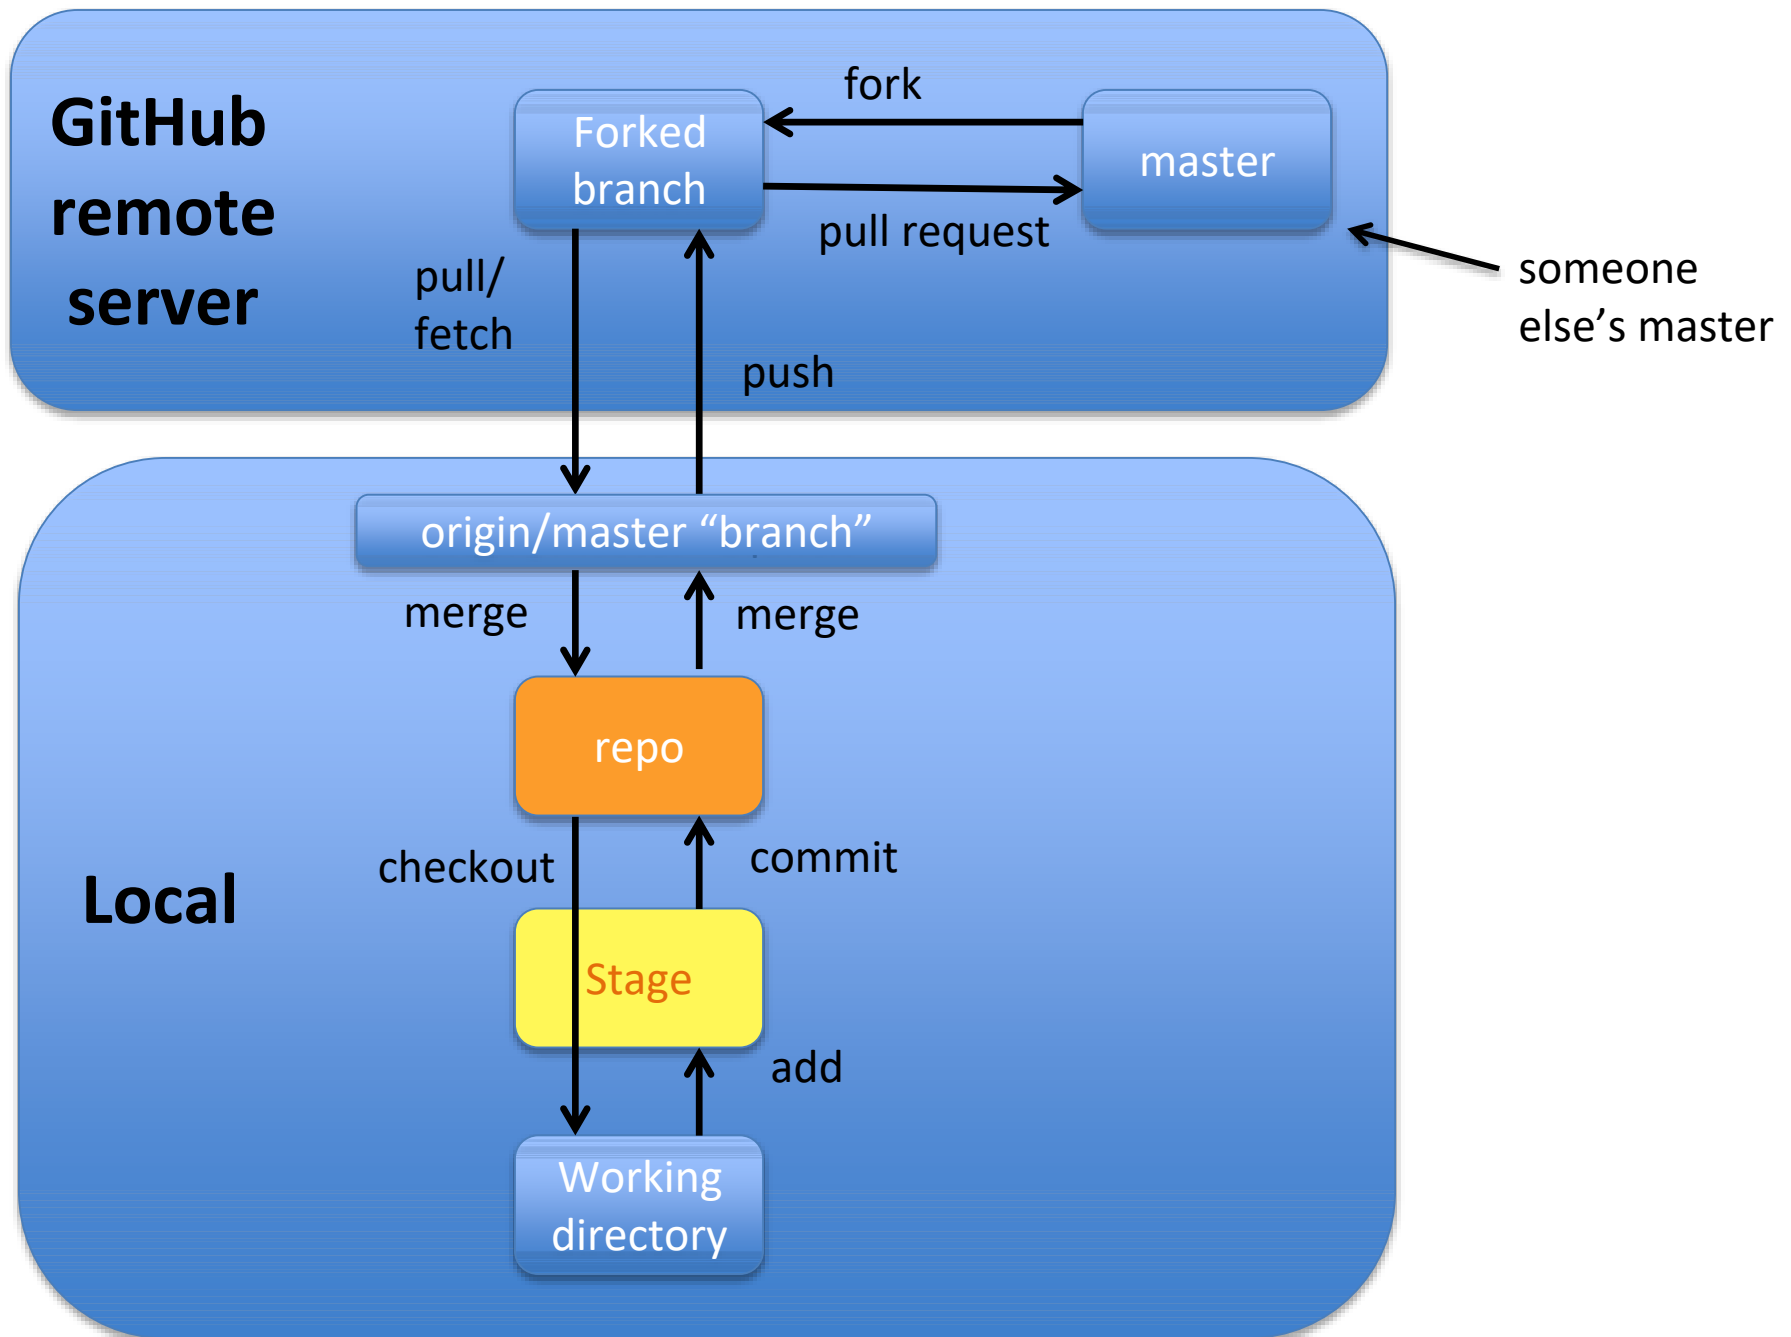 GitHub
remote
server
fork
Forked
branch
master
pull request
pull/
fetch
push
someone
else’s master
origin/master “branch”
merge
merge
repo
checkout
commit
Local
Stage
add
Working
directory